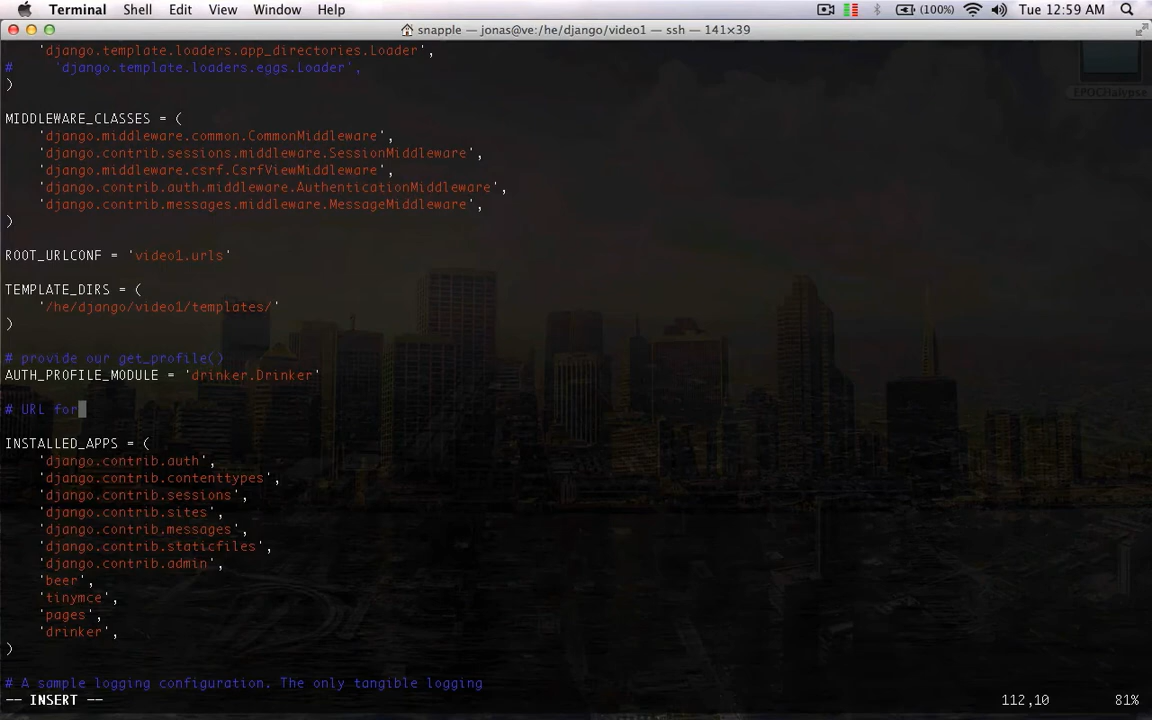 Terminal Shell Edit View Window Help (100%) Tue 12:59 AM
snapple — jonas@ve:/he/django/video1 — ssh — 141×39
    'django.template.loaders.app_directories.Loader',
#     'django.template.loaders.eggs.Loader',
)
EPOCHalypse
MIDDLEWARE_CLASSES = (
    'django.middleware.common.CommonMiddleware',
    'django.contrib.sessions.middleware.SessionMiddleware',
    'django.middleware.csrf.CsrfViewMiddleware',
    'django.contrib.auth.middleware.AuthenticationMiddleware',
    'django.contrib.messages.middleware.MessageMiddleware',
)
ROOT_URLCONF = 'video1.urls'
TEMPLATE_DIRS = (
    '/he/django/video1/templates/'
)
# provide our get_profile()
AUTH_PROFILE_MODULE = 'drinker.Drinker'
# URL for
INSTALLED_APPS = (
    'django.contrib.auth',
    'django.contrib.contenttypes',
    'django.contrib.sessions',
    'django.contrib.sites',
    'django.contrib.messages',
    'django.contrib.staticfiles',
    'django.contrib.admin',
    'beer',
    'tinymce',
    'pages',
    'drinker',
)
# A sample logging configuration. The only tangible logging
-- INSERT -- 112,10 81%